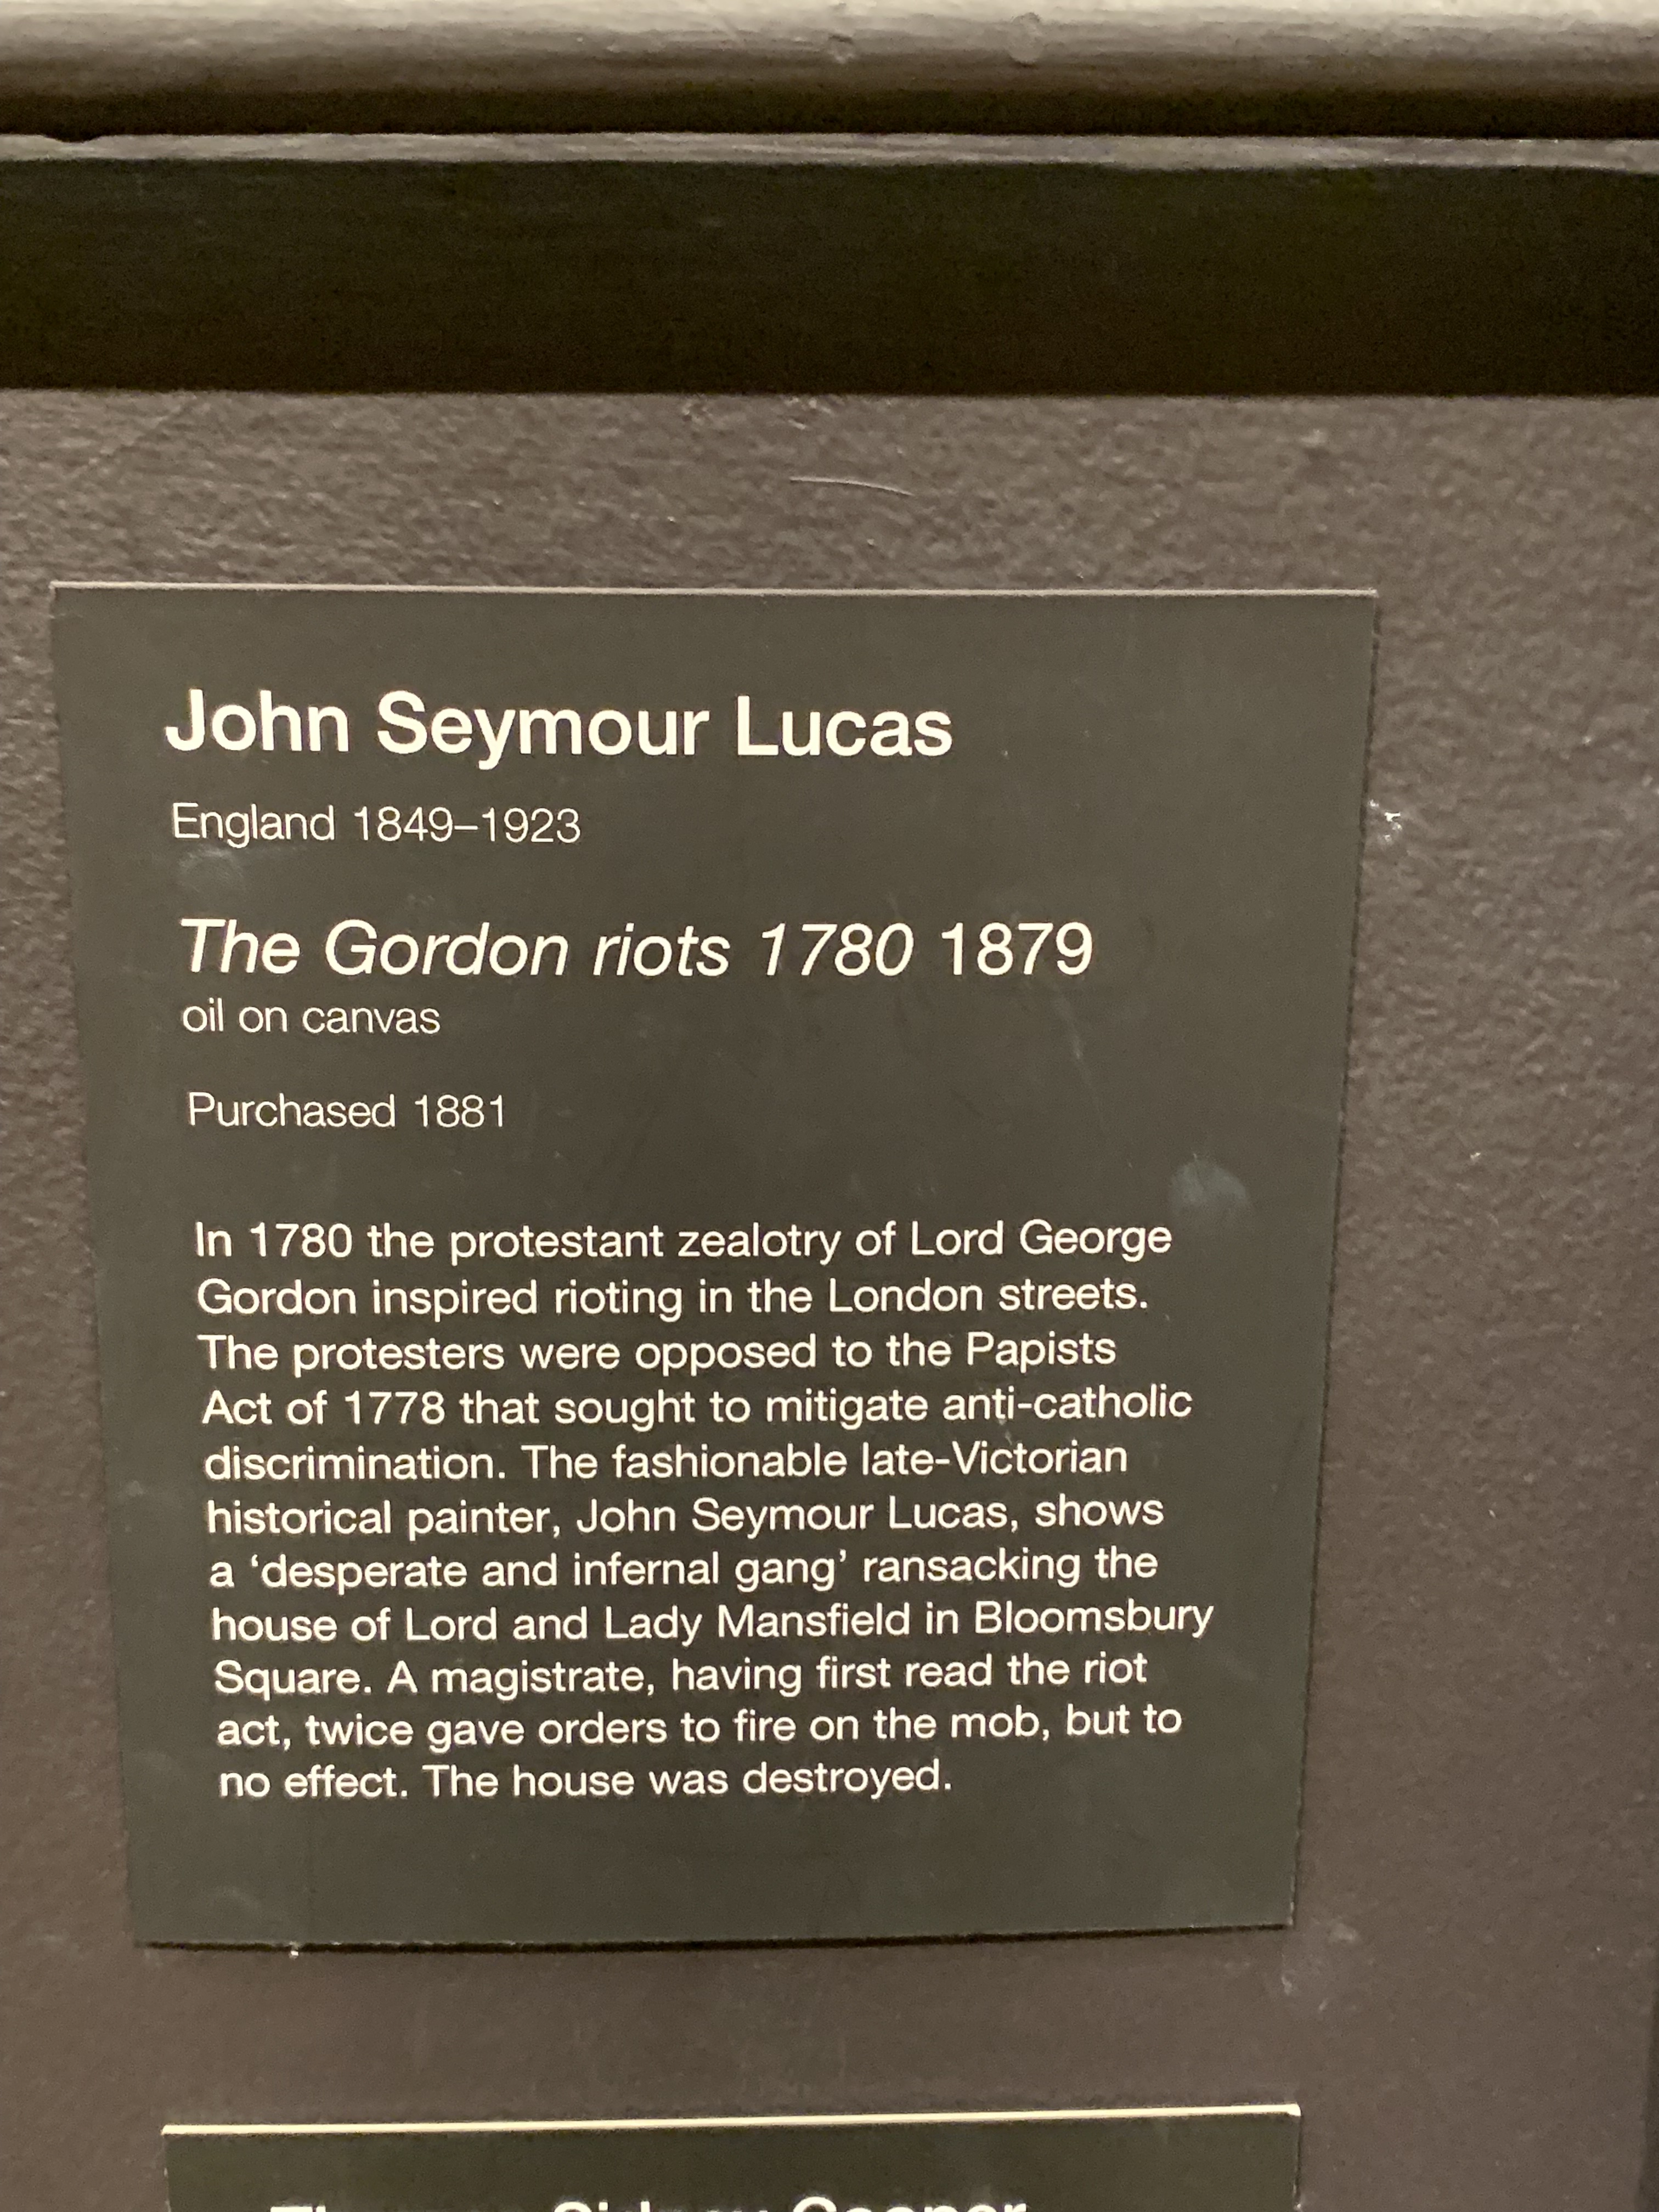 John Seymour Lucas
England 1849–1923
The Gordon riots 1780 1879
oil on canvas
Purchased 1881
In 1780 the protestant zealotry of Lord George
Gordon inspired rioting in the London streets.
The protesters were opposed to the Papists
Act of 1778 that sought to mitigate anti-catholic
discrimination. The fashionable late-Victorian
historical painter, John Seymour Lucas, shows
a ‘desperate and infernal gang’ ransacking the
house of Lord and Lady Mansfield in Bloomsbury
Square. A magistrate, having first read the riot
act, twice gave orders to fire on the mob, but to
no effect. The house was destroyed.
Sidney Cooper